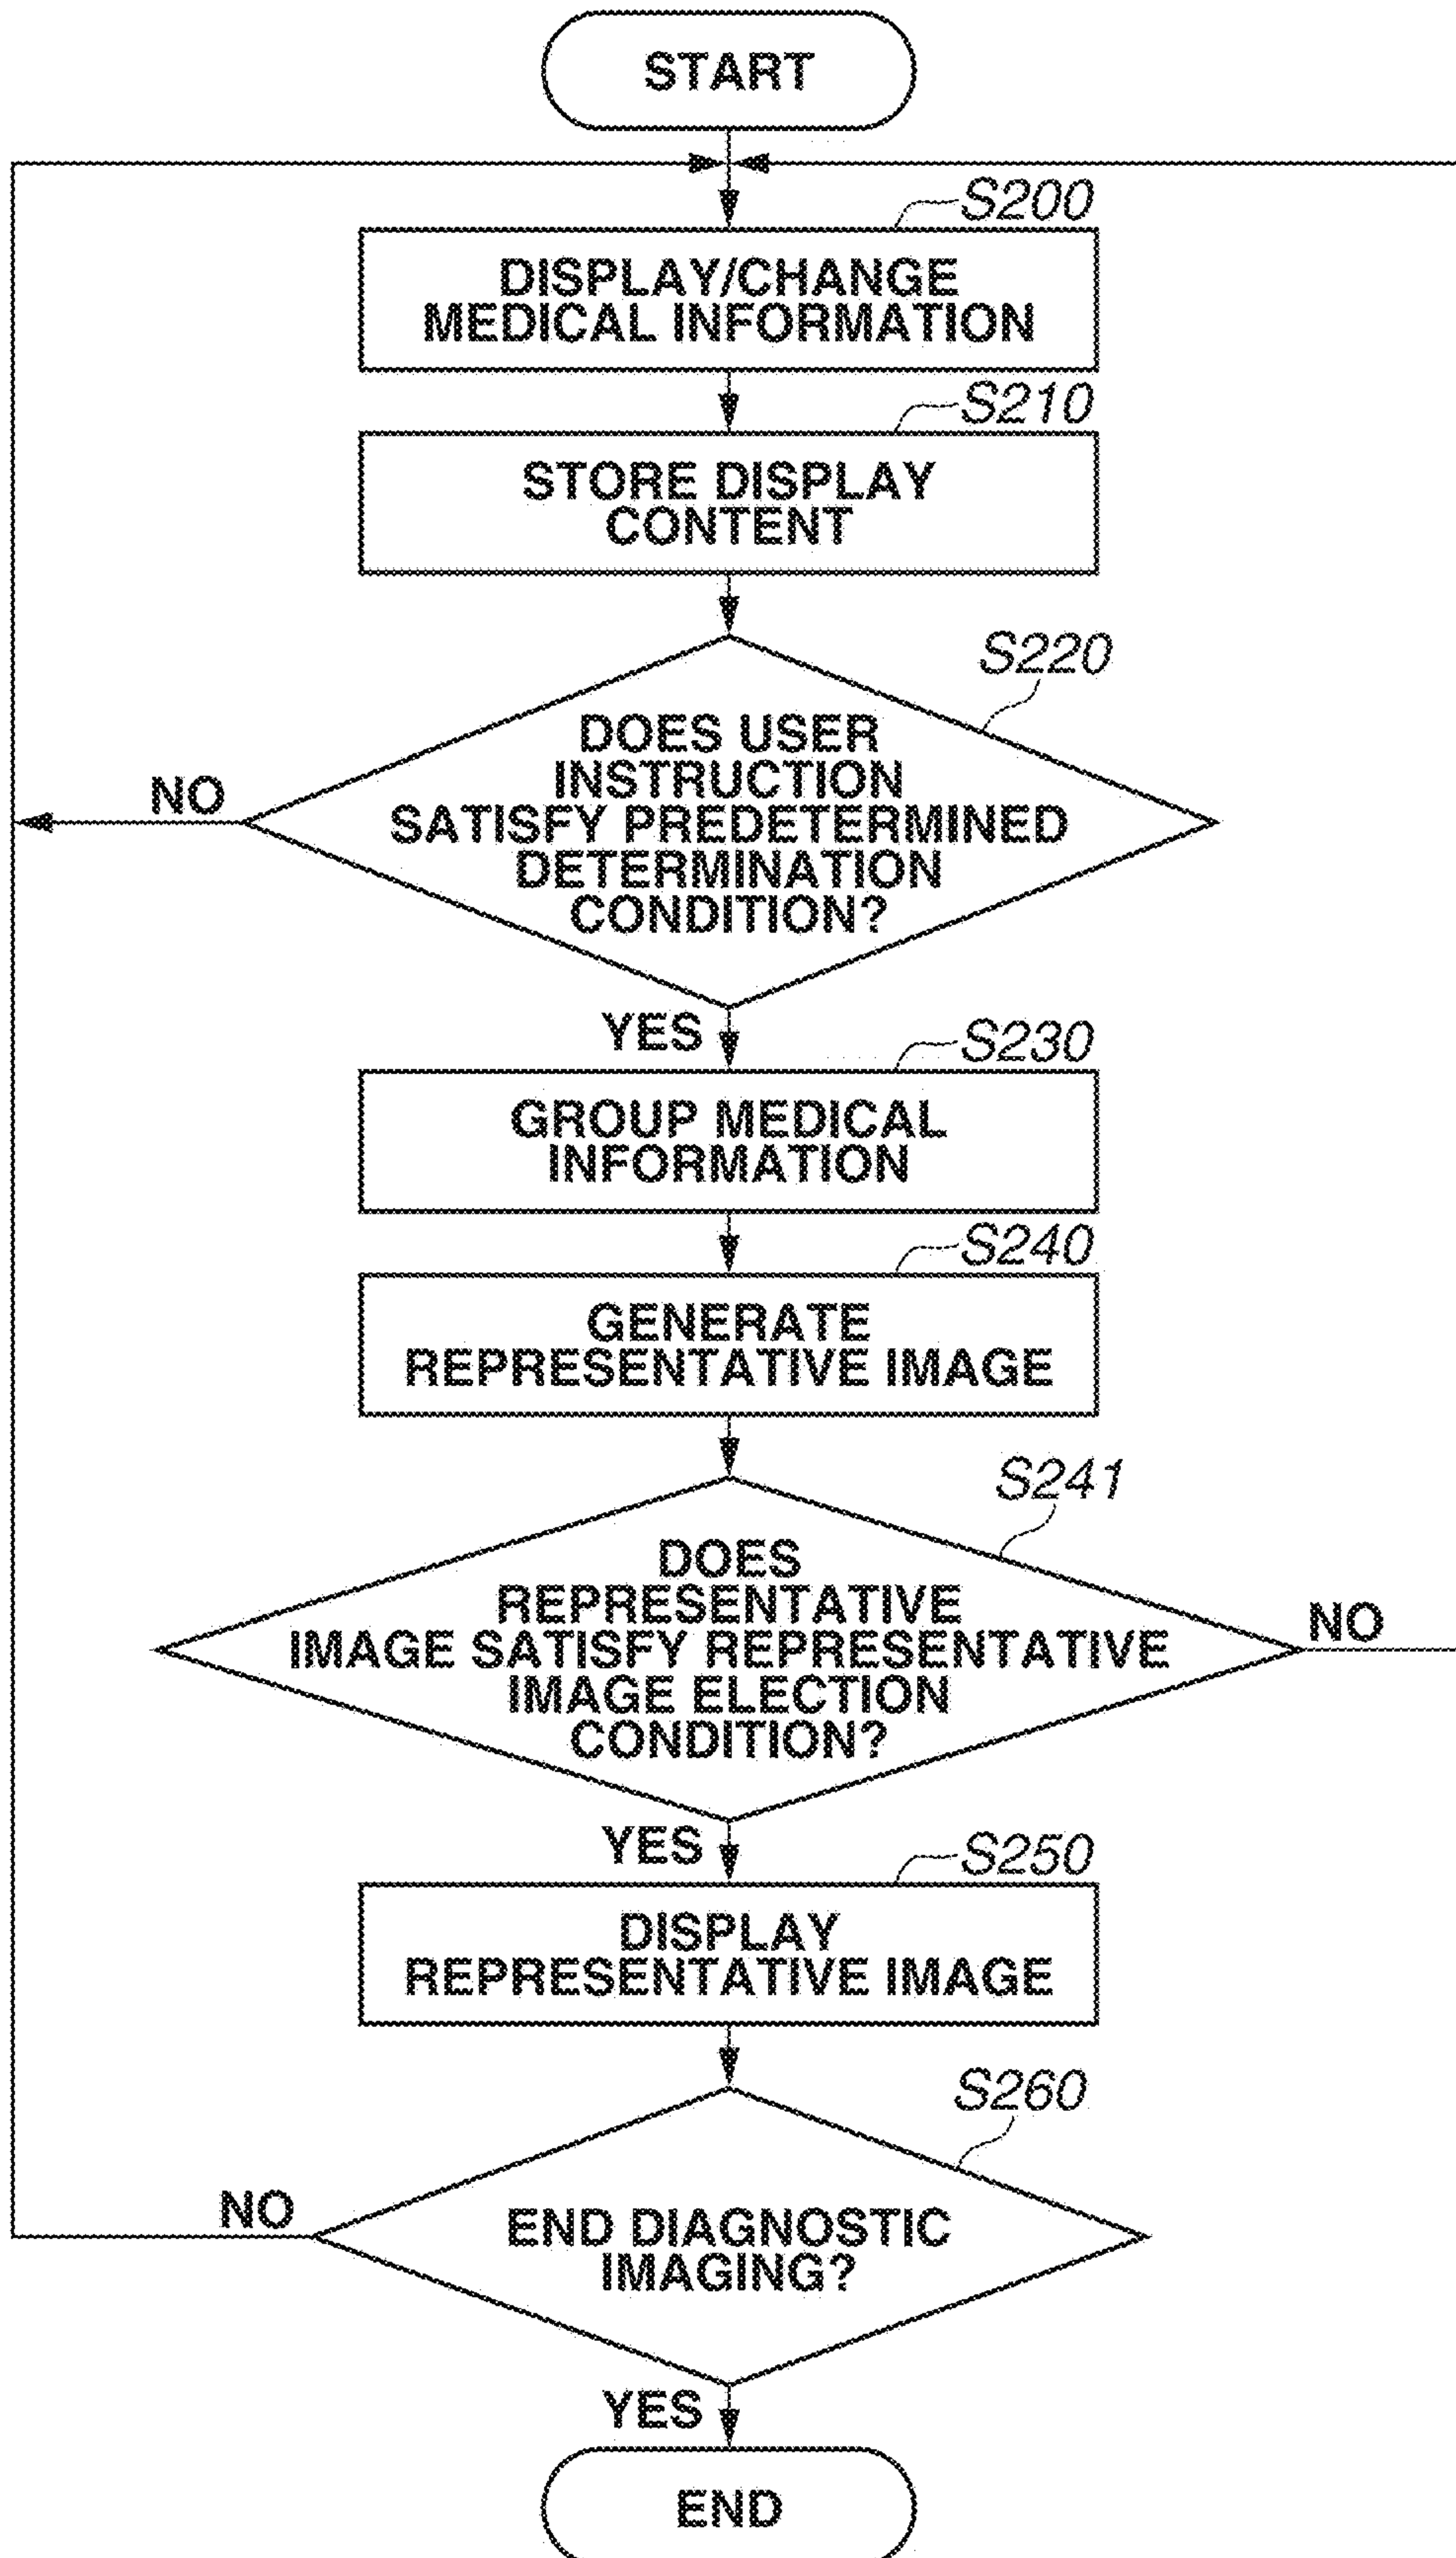 START
S200
DISPLAY/CHANGE
MEDICAL INFORMATION
S210
STORE DISPLAY
CONTENT
S220
DOES USER
INSTRUCTION
SATISFY PREDETERMINED
DETERMINATION
CONDITION?
NO
YES
S230
GROUP MEDICAL
INFORMATION
S240
GENERATE
REPRESENTATIVE IMAGE
S241
DOES
REPRESENTATIVE
IMAGE SATISFY REPRESENTATIVE
IMAGE ELECTION
CONDITION?
NO
YES
S250
DISPLAY
REPRESENTATIVE IMAGE
S260
END DIAGNOSTIC
IMAGING?
NO
YES
END